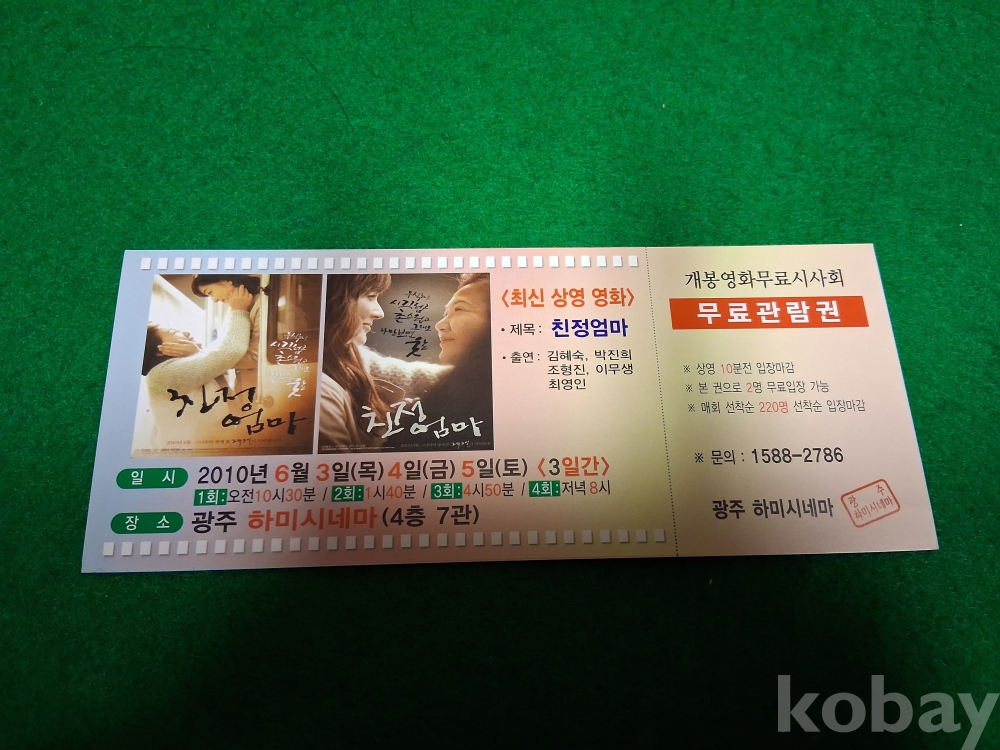 <최신 상영 영화>
• 제목 : 친정엄마
• 출연 : 김혜숙, 박진희
조형진, 이무생
최영인
친정엄마
친정엄마
일 시 2010년 6월 3일(목) 4일(금) 5일(토) <3일간>
1회: 오전10시30분 / 2회: 1시40분 / 3회: 4시50분 / 4회: 저녁 8시
장 소 광주 하미시네마(4층 7관)
개봉영화무료시사회
무료관람권
※ 상영 10분전 입장마감
※ 본 권으로 2명 무료입장 가능
※ 매회 선착순 220명 선착순 입장마감
※ 문의 : 1588-2786
광주 하미시네마
광 주
하미시네마
kobay